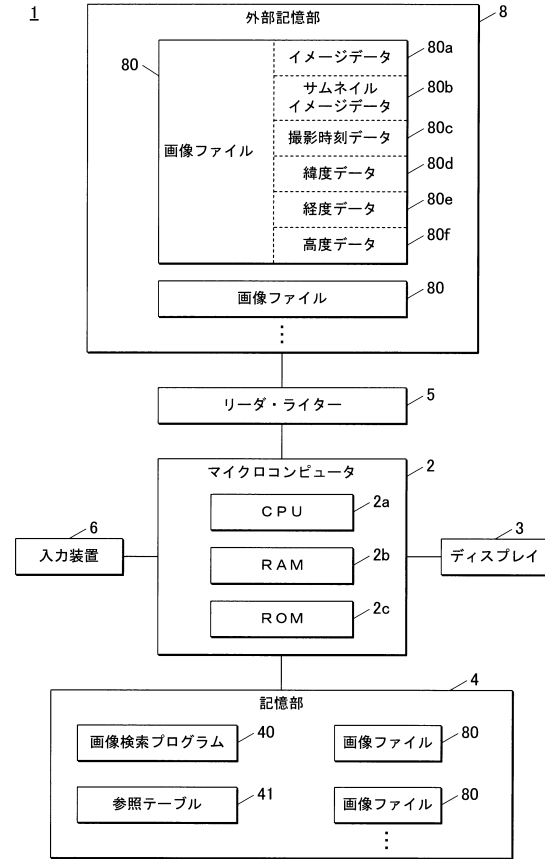 1
外部記憶部
8
80
イメージデータ
80a
サムネイル
イメージデータ
80b
画像ファイル
撮影時刻データ
80c
緯度データ
80d
経度データ
80e
高度データ
80f
画像ファイル
80
リーダ・ライター
5
マイクロコンピュータ
2
CPU
2a
6
入力装置
RAM
2b
3
ディスプレイ
ROM
2c
4
記憶部
画像検索プログラム
40
画像ファイル
80
参照テーブル
41
画像ファイル
80